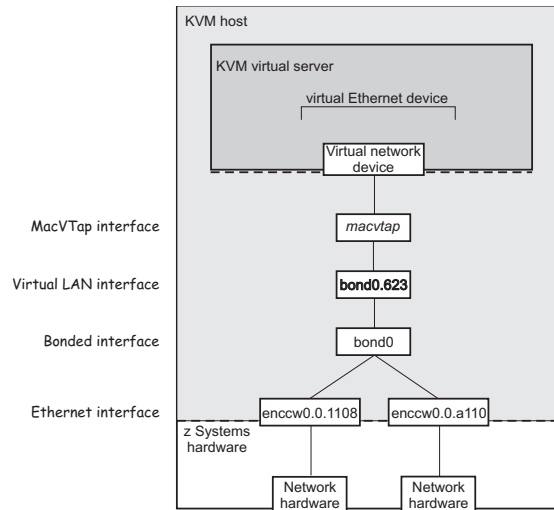 KVM host
KVM virtual server
virtual Ethernet device
Virtual network
device
MacVTap interface
macvtap
Virtual LAN interface
bond0.623
Bonded interface
bond0
Ethernet interface
enccw0.0.1108
enccw0.0.a110
z Systems
hardware
Network
hardware
Network
hardware